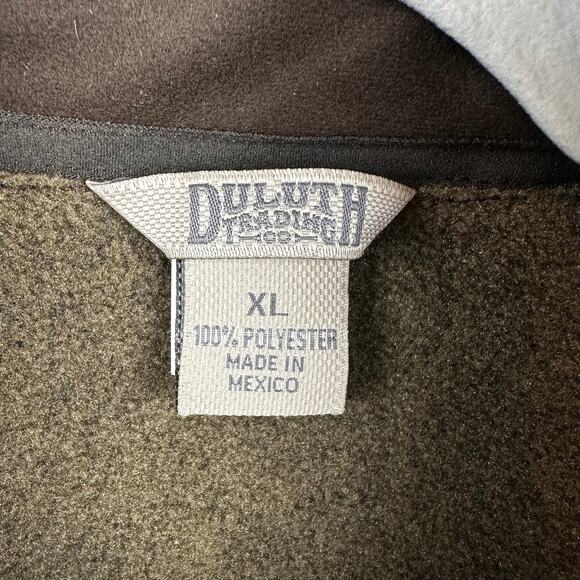 DULUTH
TRADING
CO
XL
100% POLYESTER
MADE IN
MEXICO